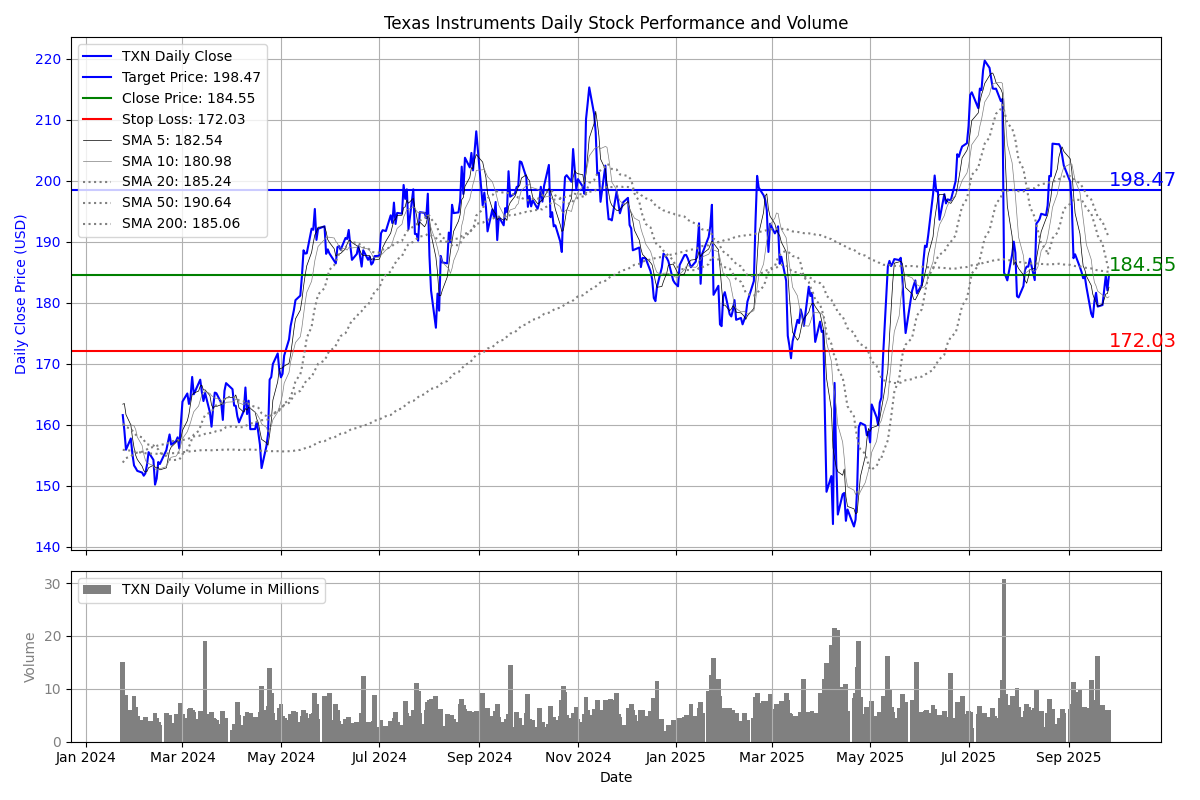 Texas Instruments Daily Stock Performance and Volume
Daily Close Price (USD)
220
210
200
190
180
170
160
150
140
TXN Daily Close
Target Price: 198.47
Close Price: 184.55
Stop Loss: 172.03
SMA 5: 182.54
SMA 10: 180.98
SMA 20: 185.24
SMA 50: 190.64
SMA 200: 185.06
198.47
184.55
172.03
Volume
30
20
10
0
TXN Daily Volume in Millions
Jan 2024 Mar 2024 May 2024 Jul 2024 Sep 2024 Nov 2024 Jan 2025 Mar 2025 May 2025 Jul 2025 Sep 2025
Date